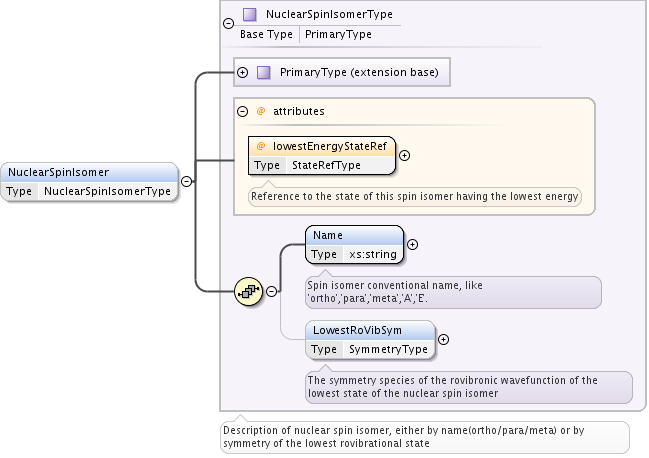 NuclearSpinIsomerType
Base Type PrimaryType
PrimaryType (extension base)
@ attributes
@ lowestEnergyStateRef
Type StateRefType
Reference to the state of this spin isomer having the lowest energy
NuclearSpinIsomer
Type NuclearSpinIsomerType
Name
Type xs:string
Spin isomer conventional name, like
'ortho','para','meta','A','E'.
LowestRoVibSym
Type SymmetryType
The symmetry species of the rovibronic wavefunction of the
lowest state of the nuclear spin isomer
Description of nuclear spin isomer, either by name(ortho/para/meta) or by
symmetry of the lowest rovibrational state